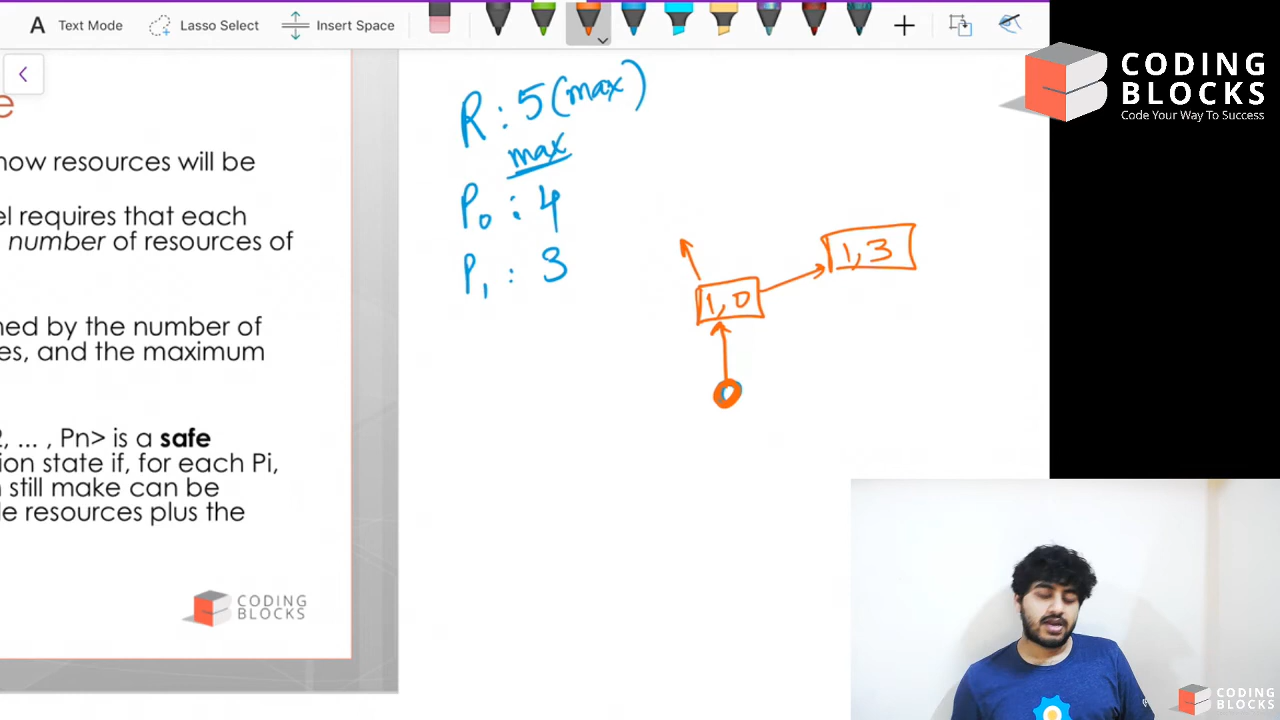 A Text Mode Lasso Select Insert Space
CODING
BLOCKS
Code Your Way To Success
R : 5 (max)
max
P0 : 4
P1 : 3
1, 3
1, 0
how resources will be
el requires that each
number of resources of
ned by the number of
es, and the maximum
2, ... , Pn> is a safe
ion state if, for each Pi,
n still make can be
le resources plus the
CODING
BLOCKS
CODING
BLOCKS